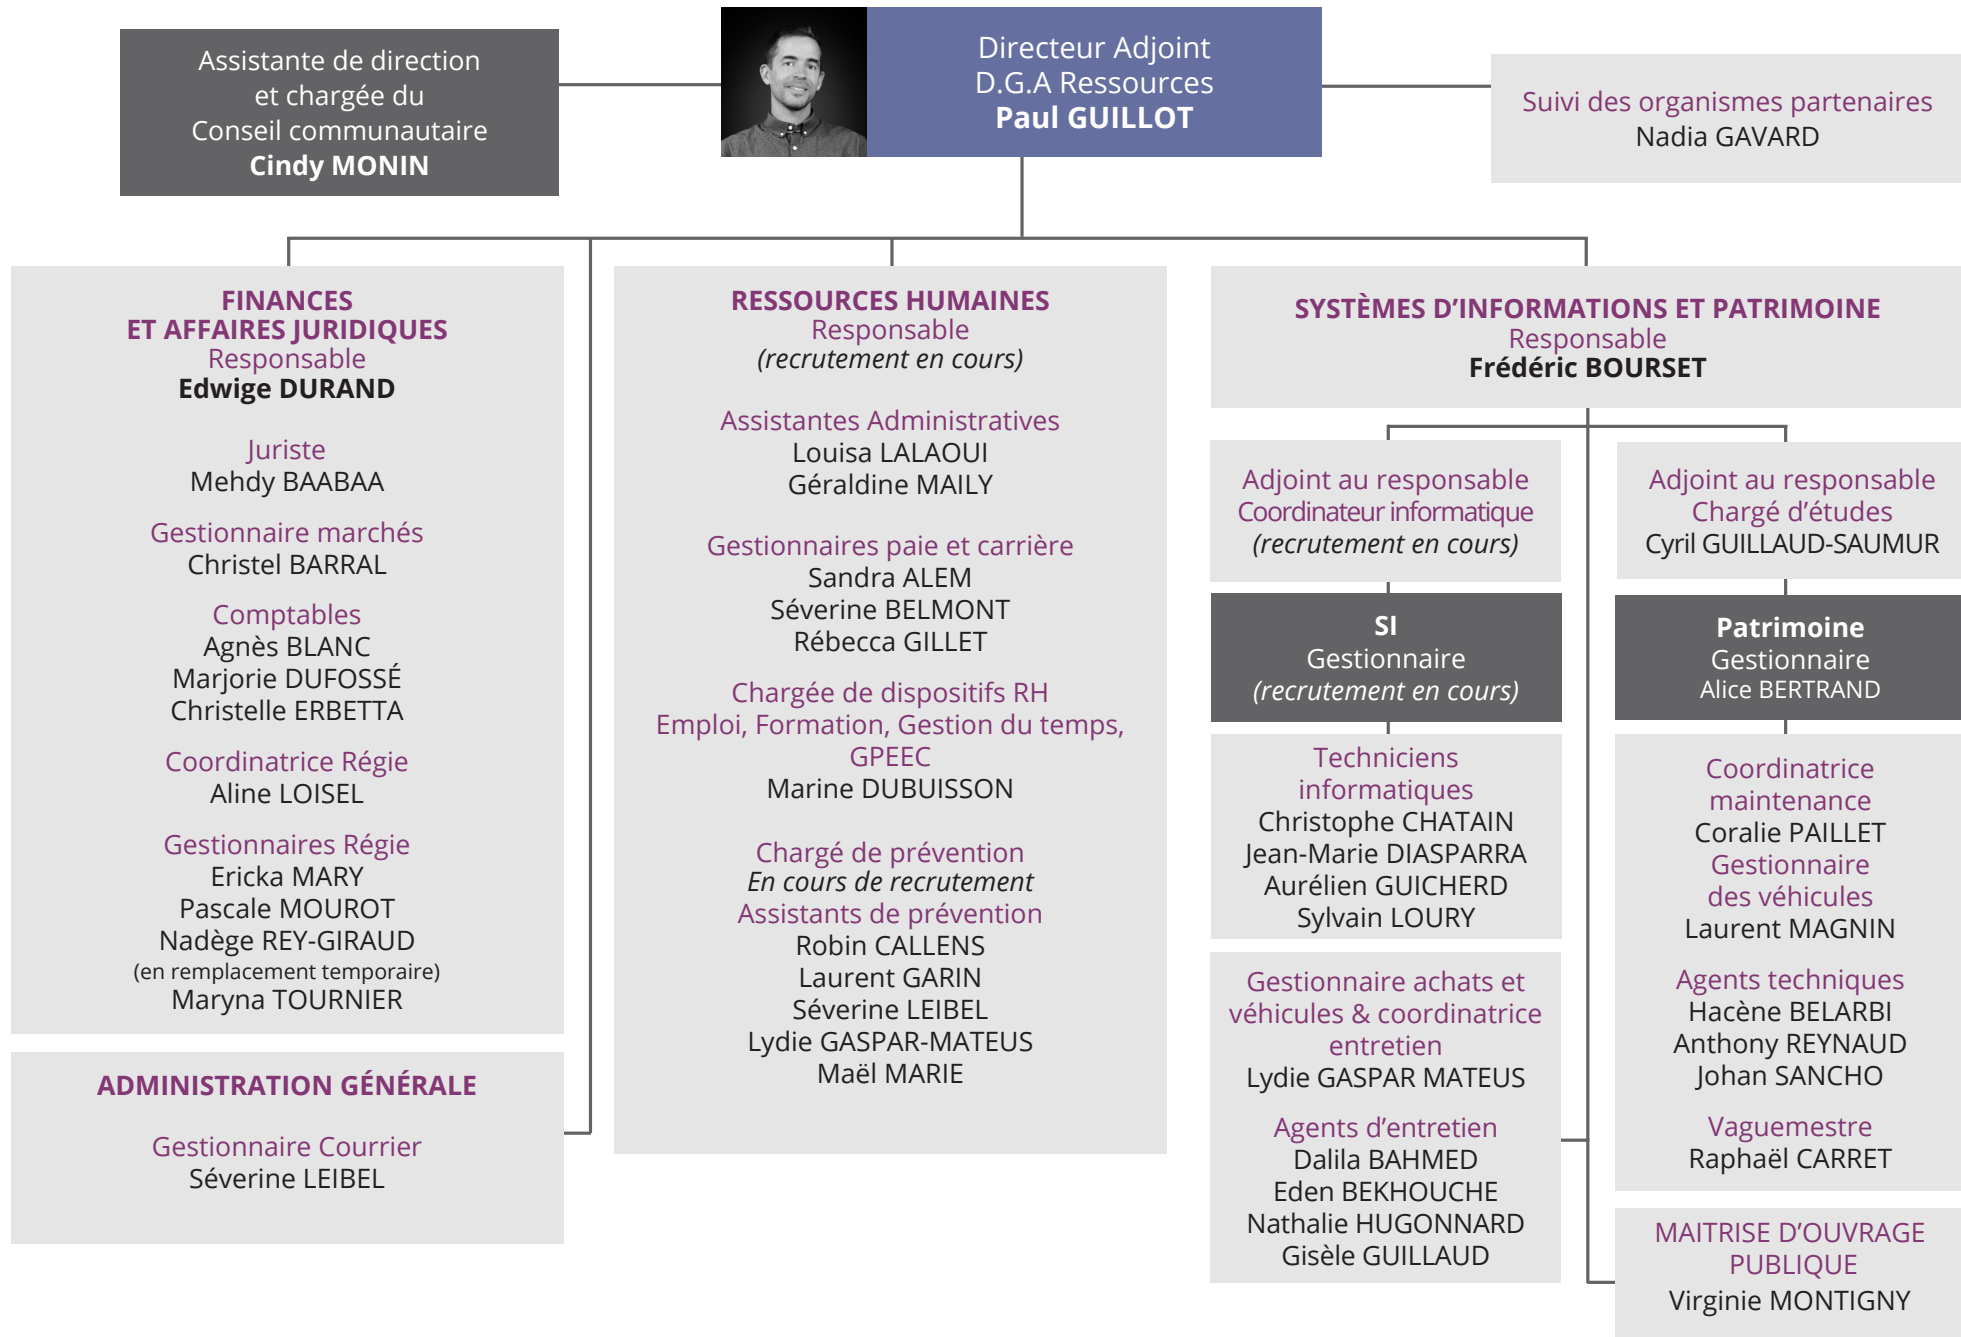 Assistante de direction
et chargée du
Conseil communautaire
Cindy MONIN
Directeur Adjoint
D.G.A Ressources
Paul GUILLOT
Suivi des organismes partenaires
Nadia GAVARD
FINANCES
ET AFFAIRES JURIDIQUES
Responsable
Edwige DURAND
Juriste
Mehdy BAABAA
Gestionnaire marchés
Christel BARRAL
Comptables
Agnès BLANC
Marjorie DUFOSSÉ
Christelle ERBETTA
Coordinatrice Régie
Aline LOISEL
Gestionnaires Régie
Ericka MARY
Pascale MOUROT
Nadège REY-GIRAUD
(en remplacement temporaire)
Maryna TOURNIER
ADMINISTRATION GÉNÉRALE
Gestionnaire Courrier
Séverine LEIBEL
RESSOURCES HUMAINES
Responsable
(recrutement en cours)
Assistantes Administratives
Louisa LALAOUI
Géraldine MAILY
Gestionnaires paie et carrière
Sandra ALEM
Séverine BELMONT
Rébecca GILLET
Chargée de dispositifs RH
Emploi, Formation, Gestion du temps,
GPEEC
Marine DUBUISSON
Chargé de prévention
En cours de recrutement
Assistants de prévention
Robin CALLENS
Laurent GARIN
Séverine LEIBEL
Lydie GASPAR-MATEUS
Maël MARIE
SYSTÈMES D'INFORMATIONS ET PATRIMOINE
Responsable
Frédéric BOURSET
Adjoint au responsable
Coordinateur informatique
(recrutement en cours)
SI
Gestionnaire
(recrutement en cours)
Techniciens
informatiques
Christophe CHATAIN
Jean-Marie DIASPARRA
Aurélien GUICHERD
Sylvain LOURY
Gestionnaire achats et
véhicules & coordinatrice
entretien
Lydie GASPAR MATEUS
Agents d'entretien
Dalila BAHMED
Eden BEKHOUCHE
Nathalie HUGONNARD
Gisèle GUILLAUD
Adjoint au responsable
Chargé d'études
Cyril GUILLAUD-SAUMUR
Patrimoine
Gestionnaire
Alice BERTRAND
Coordinatrice
maintenance
Coralie PAILLET
Gestionnaire
des véhicules
Laurent MAGNIN
Agents techniques
Hacène BELARBI
Anthony REYNAUD
Johan SANCHO
Vaguemestre
Raphaël CARRET
MAITRISE D'OUVRAGE
PUBLIQUE
Virginie MONTIGNY